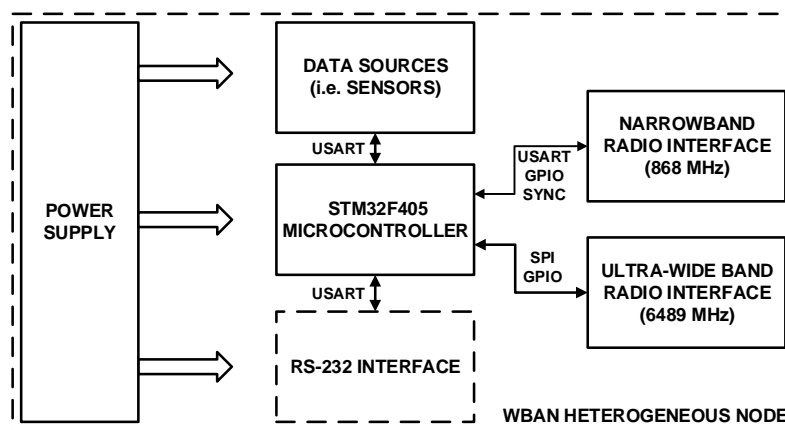 POWER
SUPPLY
DATA SOURCES
(i.e. SENSORS)
USART
STM32F405
MICROCONTROLLER
USART
RS-232 INTERFACE
USART
GPIO
SYNC
NARROWBAND
RADIO INTERFACE
(868 MHz)
SPI
GPIO
ULTRA-WIDE BAND
RADIO INTERFACE
(6489 MHz)
WBAN HETEROGENEOUS NODE